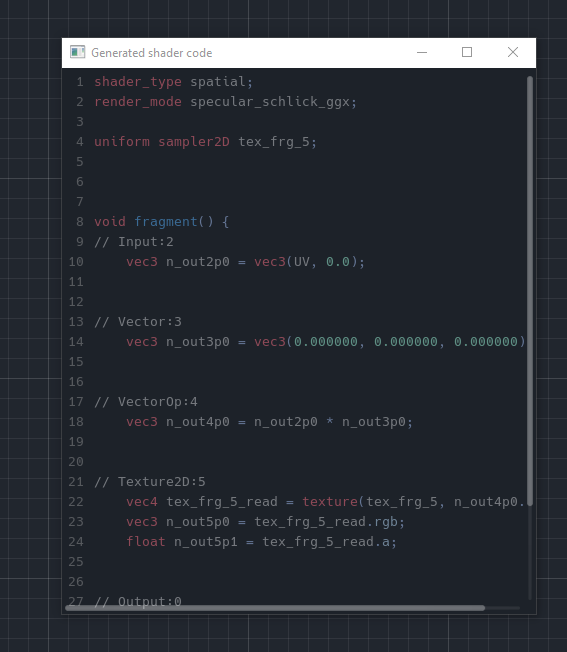 Generated shader code
1 shader_type spatial;
2 render_mode specular_schlick_ggx;
3
4 uniform sampler2D tex_frg_5;
5
6
7
8 void fragment() {
9 // Input:2
10 vec3 n_out2p0 = vec3(UV, 0.0);
11
12
13 // Vector:3
14 vec3 n_out3p0 = vec3(0.000000, 0.000000, 0.000000)
15
16
17 // VectorOp:4
18 vec3 n_out4p0 = n_out2p0 * n_out3p0;
19
20
21 // Texture2D:5
22 vec4 tex_frg_5_read = texture(tex_frg_5, n_out4p0.
23 vec3 n_out5p0 = tex_frg_5_read.rgb;
24 float n_out5p1 = tex_frg_5_read.a;
25
26
27 // Output:0